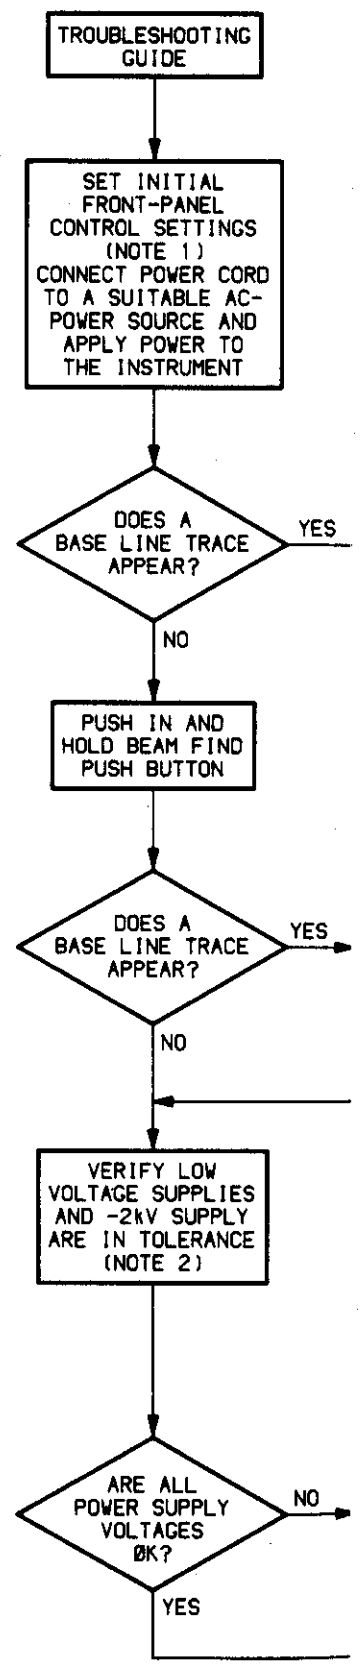 TROUBLESHOOTING
GUIDE
SET INITIAL
FRONT-PANEL
CONTROL SETTINGS
(NOTE 1)
CONNECT POWER CORD
TO A SUITABLE AC-
POWER SOURCE AND
APPLY POWER TO
THE INSTRUMENT
DOES A
BASE LINE TRACE
APPEAR?
YES
NO
PUSH IN AND
HOLD BEAM FIND
PUSH BUTTON
DOES A
BASE LINE TRACE
APPEAR?
YES
NO
VERIFY LOW
VOLTAGE SUPPLIES
AND -2kV SUPPLY
ARE IN TOLERANCE
(NOTE 2)
ARE ALL
POWER SUPPLY
VOLTAGES
ØK?
NO
YES